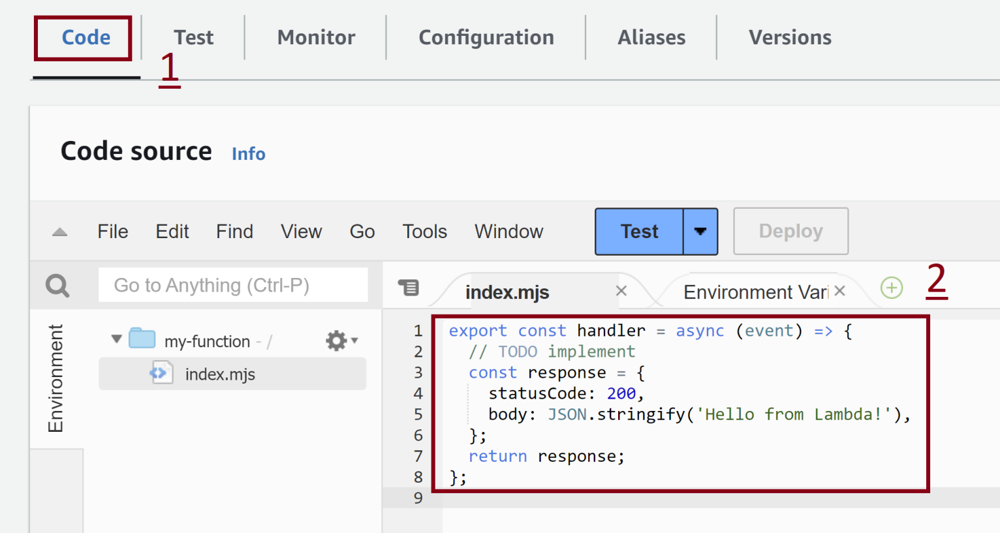 Code Test Monitor Configuration Aliases Versions
1
Code source Info
File Edit Find View Go Tools Window Test Deploy
Go to Anything (Ctrl-P)
index.mjs Environment Vari
2
Environment
my-function - /
index.mjs
1 export const handler = async (event) => {
2 // TODO implement
3 const response = {
4 statusCode: 200,
5 body: JSON.stringify('Hello from Lambda!'),
6 };
7 return response;
8 };
9